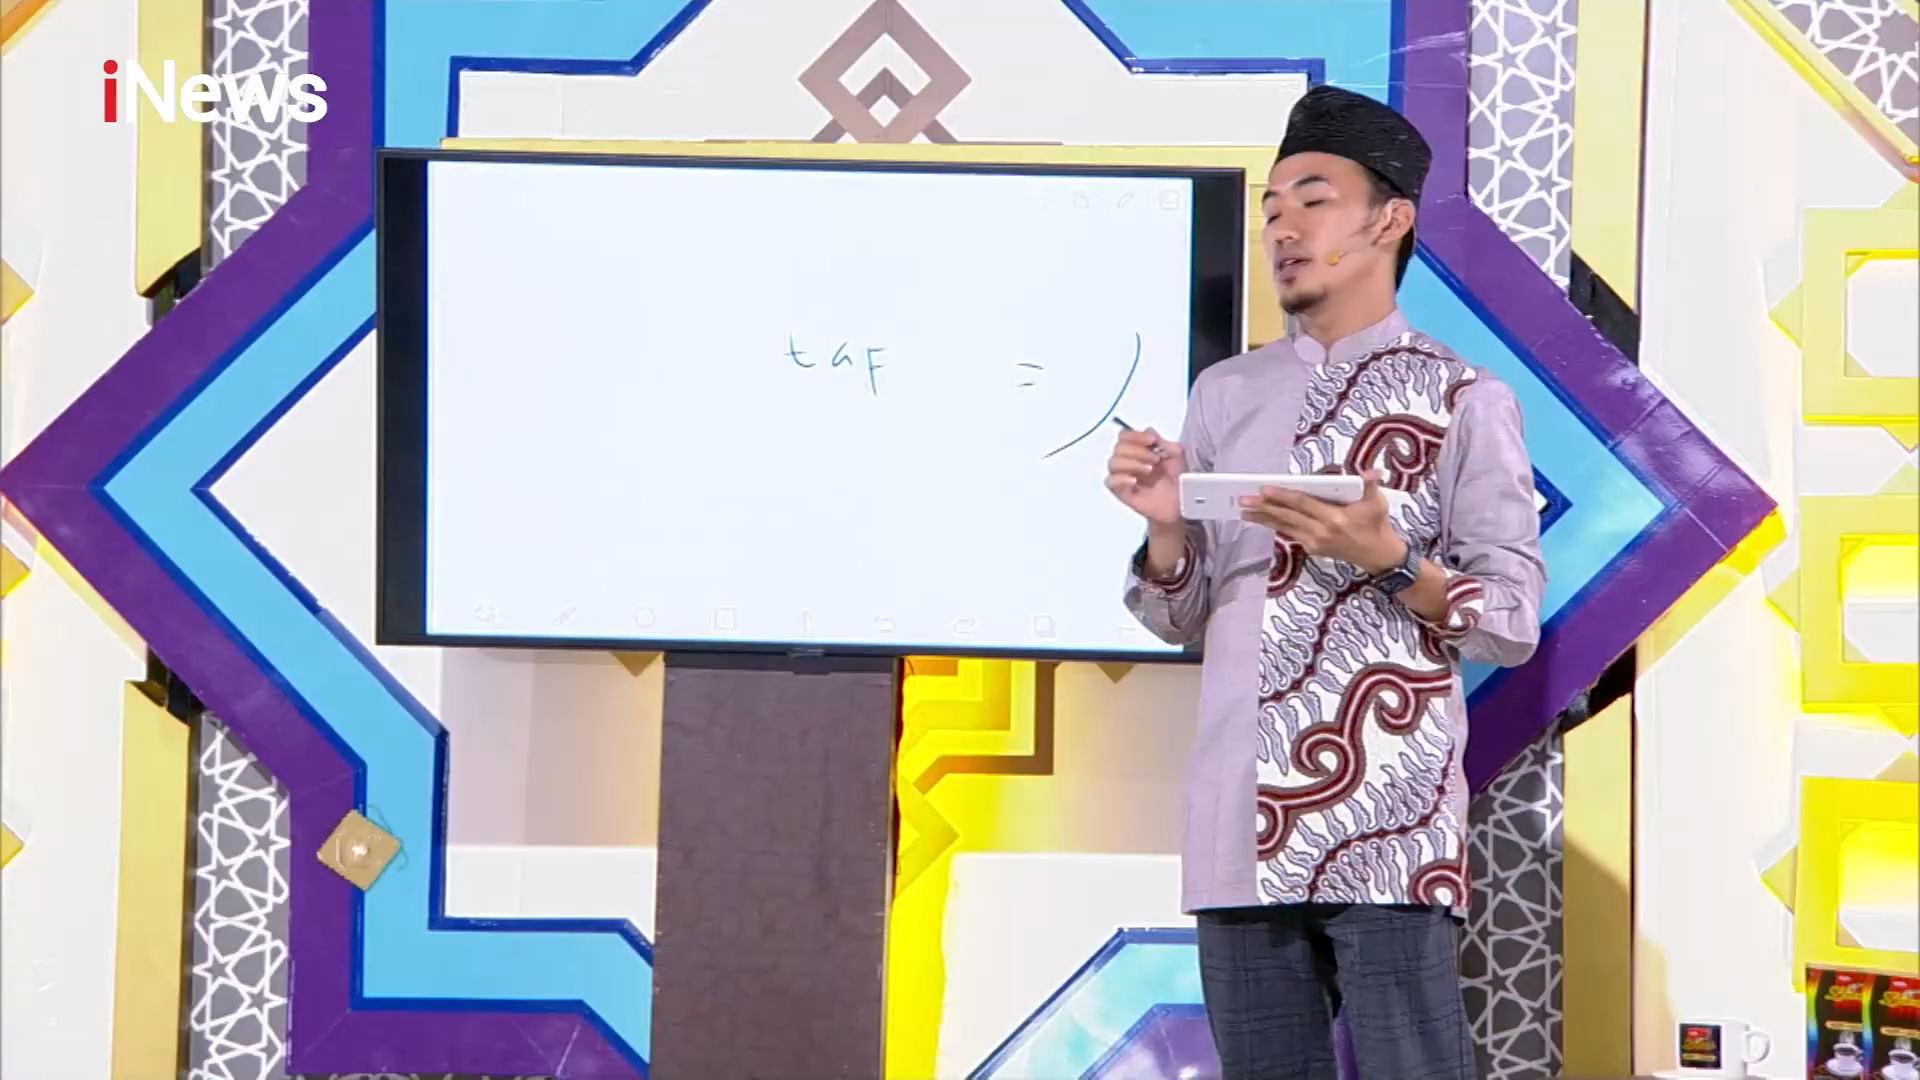 iNews
taF = )